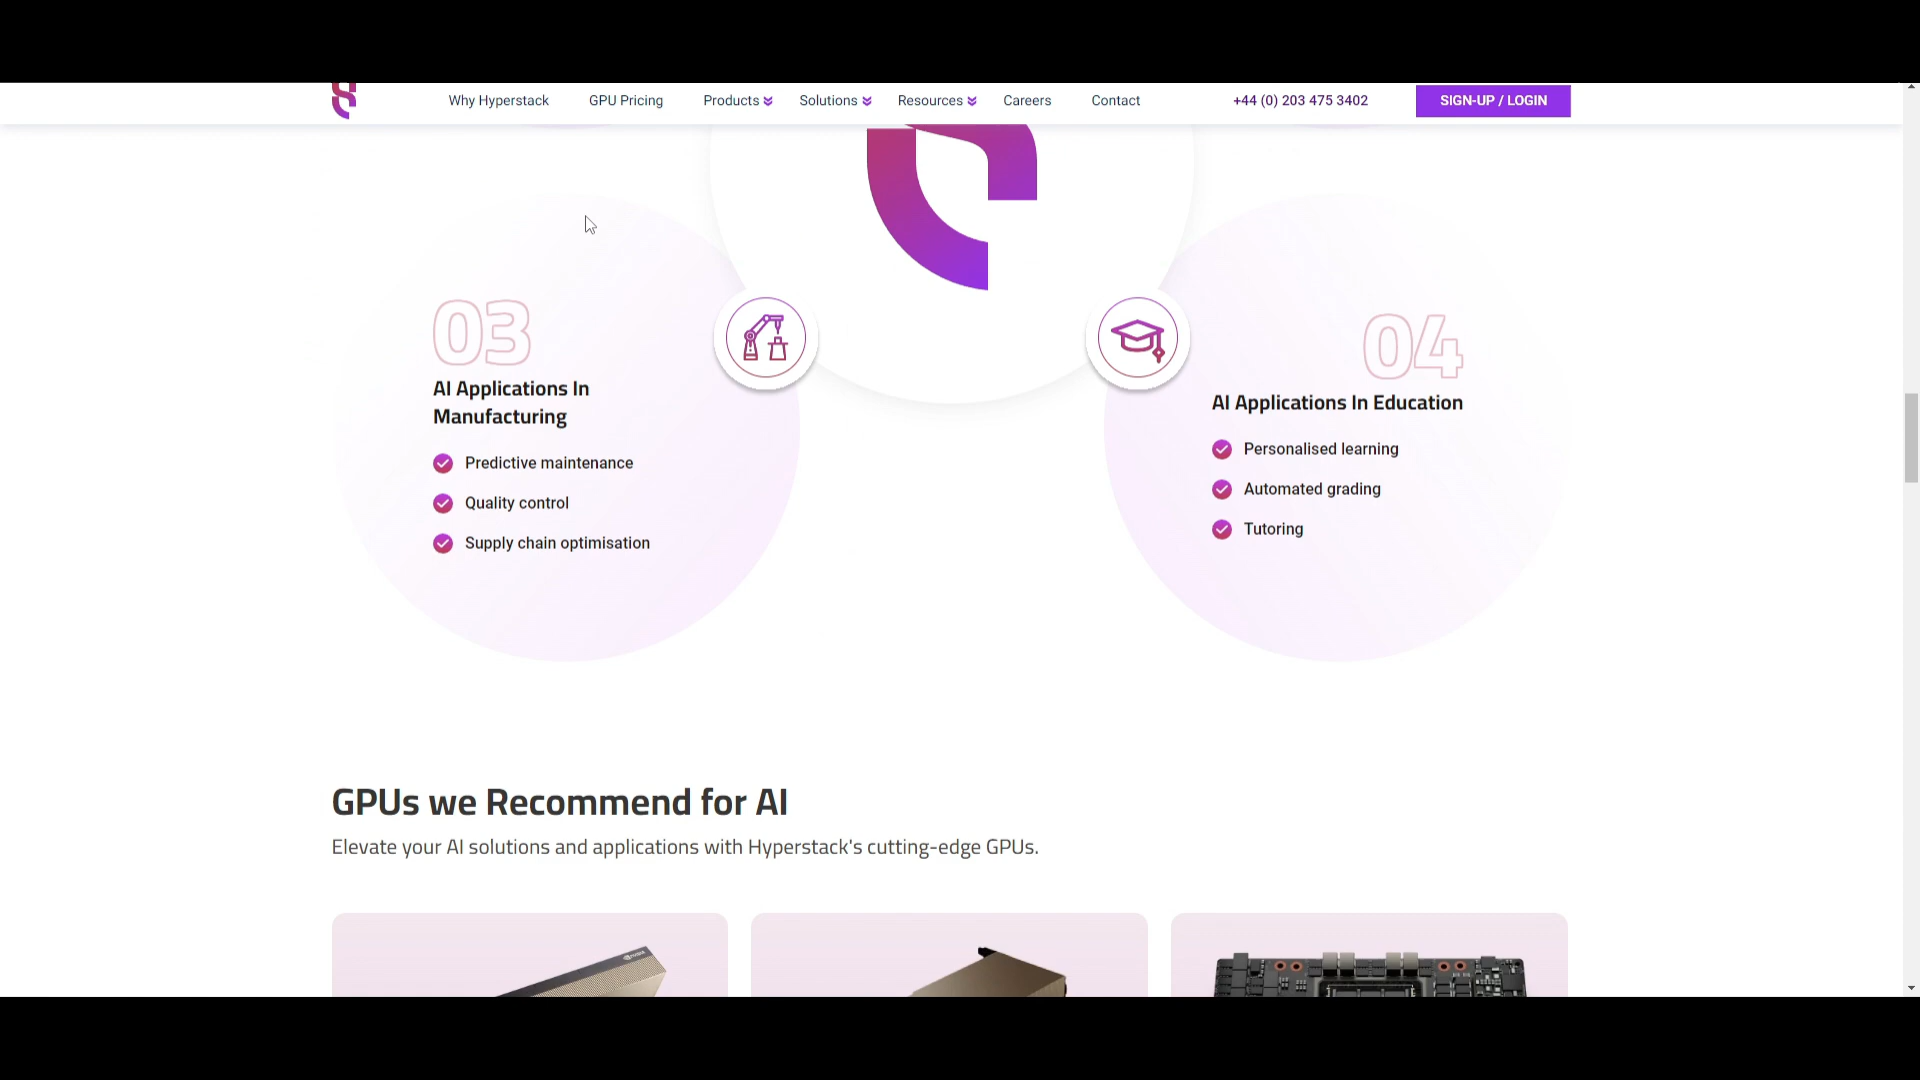 Why Hyperstack GPU Pricing Products Solutions Resources Careers Contact +44 (0) 203 475 3402 SIGN-UP / LOGIN
03
AI Applications In
Manufacturing
Predictive maintenance
Quality control
Supply chain optimisation
04
AI Applications In Education
Personalised learning
Automated grading
Tutoring
GPUs we Recommend for AI
Elevate your AI solutions and applications with Hyperstack's cutting-edge GPUs.